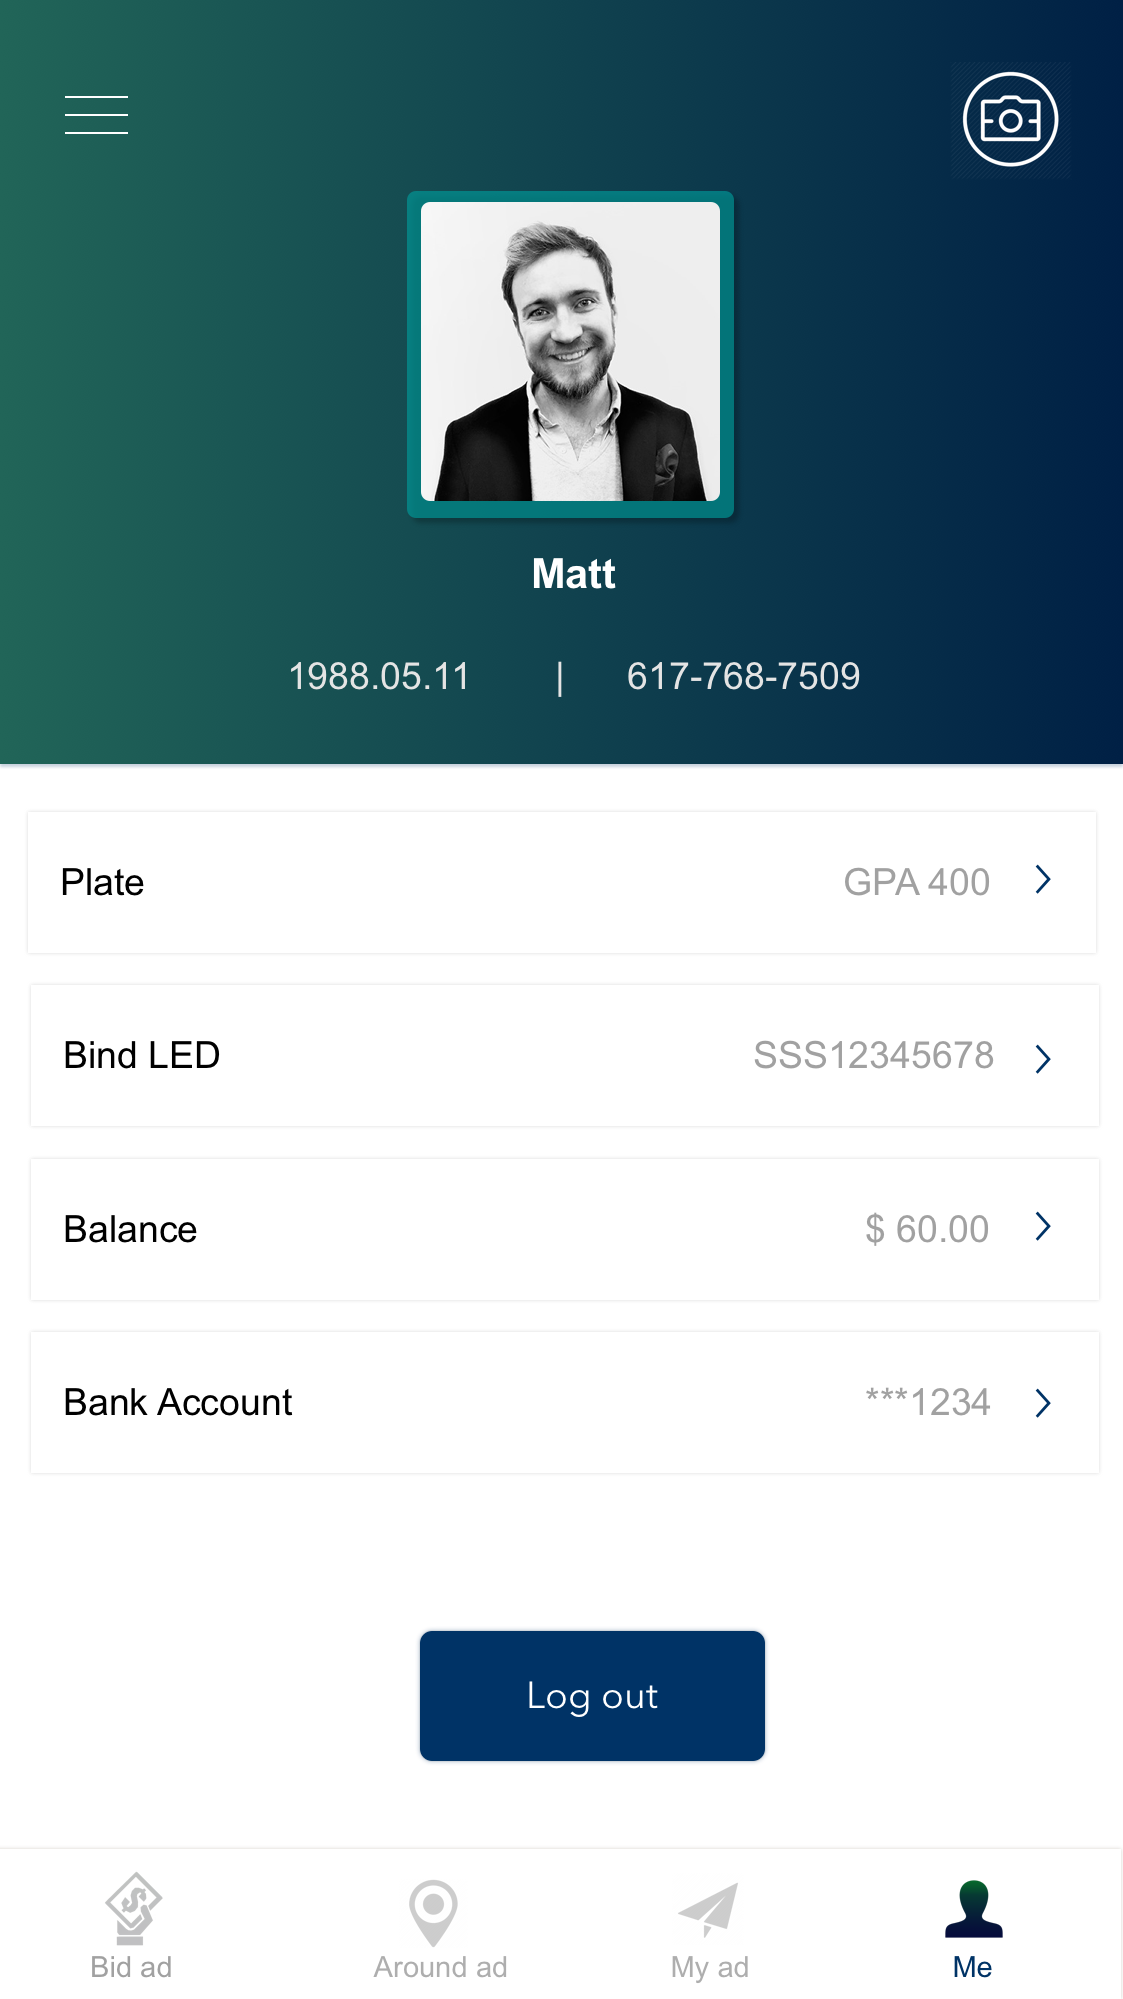 Matt
1988.05.11 | 617-768-7509
Plate GPA 400
Bind LED SSS12345678
Balance $ 60.00
Bank Account ***1234
Log out
Bid ad Around ad My ad Me